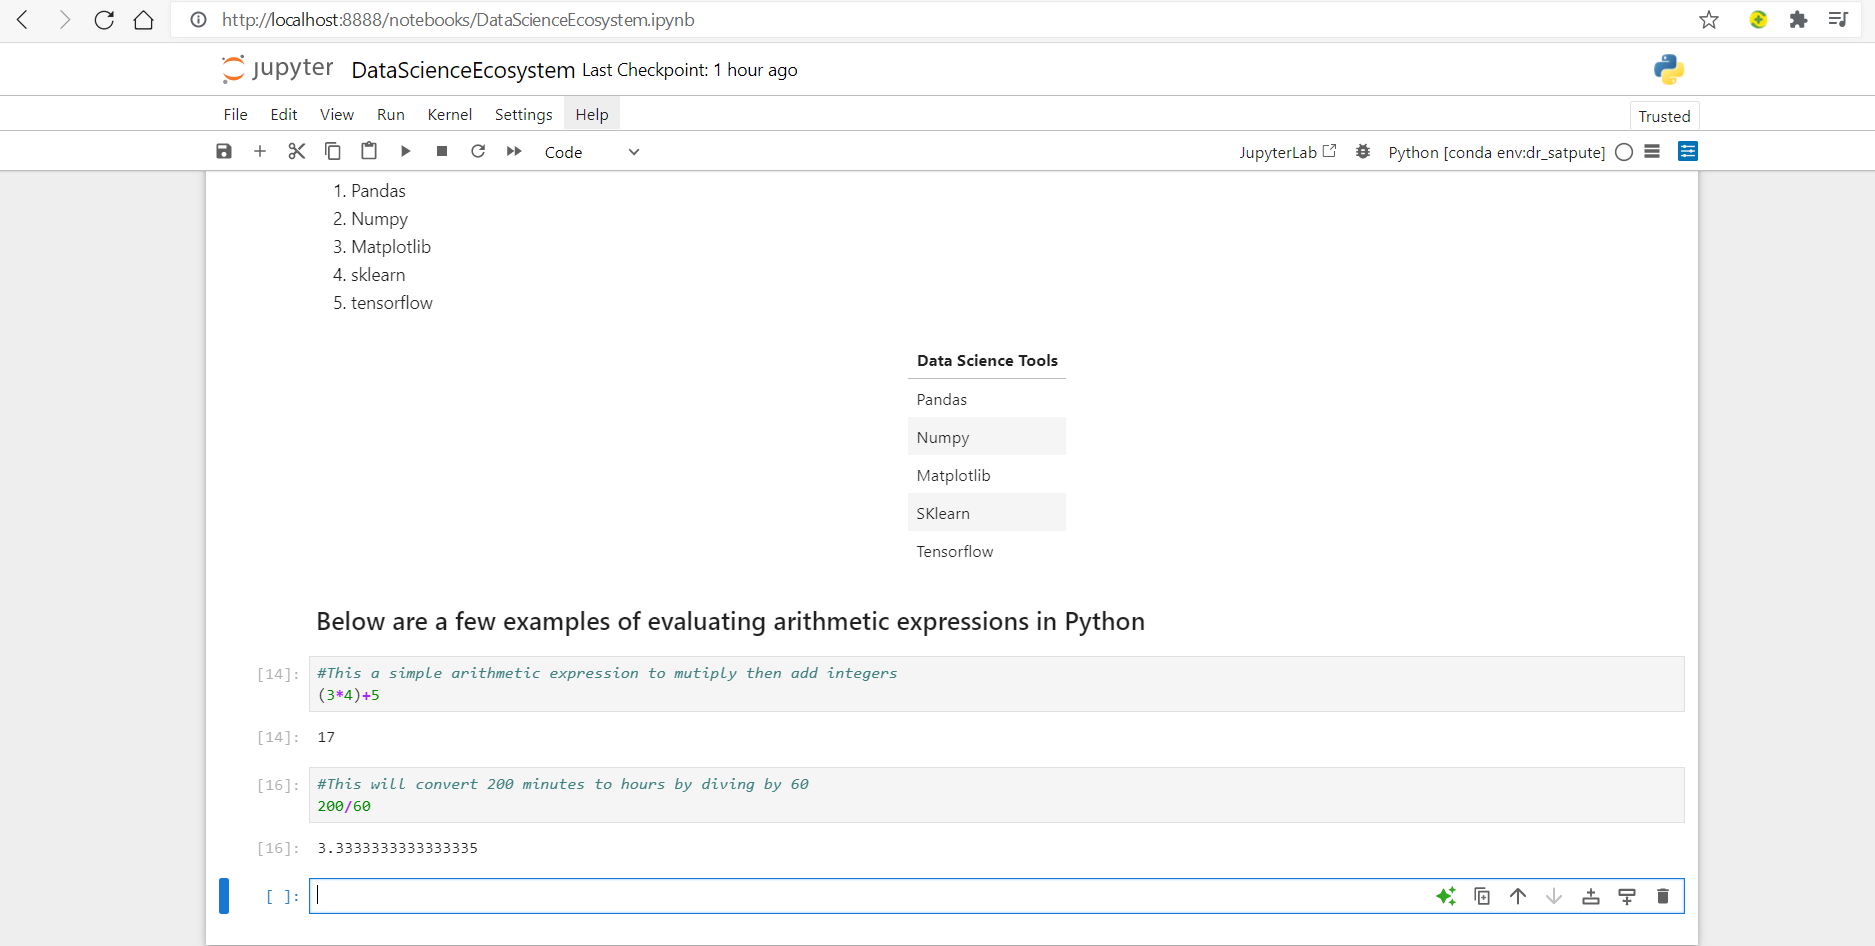 http://localhost:8888/notebooks/DataScienceEcosystem.ipynb
jupyter DataScienceEcosystem Last Checkpoint: 1 hour ago
File Edit View Run Kernel Settings Help Trusted
Code JupyterLab Python [conda env:dr_satpute]
1. Pandas
2. Numpy
3. Matplotlib
4. sklearn
5. tensorflow
Data Science Tools
Pandas
Numpy
Matplotlib
SKlearn
Tensorflow
Below are a few examples of evaluating arithmetic expressions in Python
[14]: #This a simple arithmetic expression to mutiply then add integers
(3*4)+5
[14]: 17
[16]: #This will convert 200 minutes to hours by diving by 60
200/60
[16]: 3.3333333333333335
[ ]: